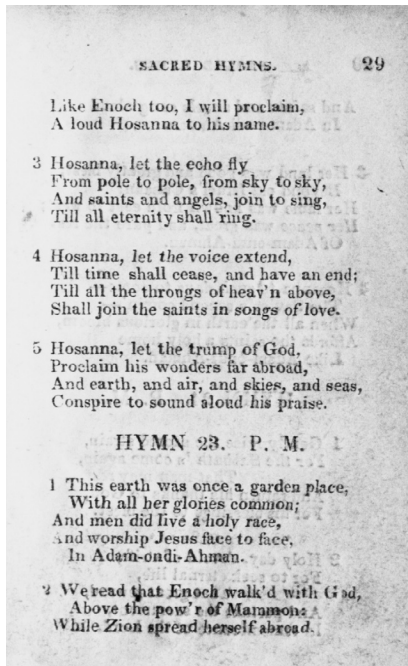 SACRED HYMNS. 29
Like Enoch too, I will proclaim,
A loud Hosanna to his name.
3 Hosanna, let the echo fly
From pole to pole, from sky to sky,
And saints and angels, join to sing,
Till all eternity shall ring.
4 Hosanna, let the voice extend,
Till time shall cease, and have an end;
Till all the throngs of heav'n above,
Shall join the saints in songs of love.
5 Hosanna, let the trump of God,
Proclaim his wonders far abroad,
And earth, and air, and skies, and seas,
Conspire to sound aloud his praise.
HYMN 23. P. M.
1 This earth was once a garden place,
With all her glories common;
And men did live a holy race,
And worship Jesus face to face,
In Adam-ondi-Ahman.
2 We read that Enoch walk'd with God,
Above the pow'r of Mammon:
While Zion spread herself abroad.